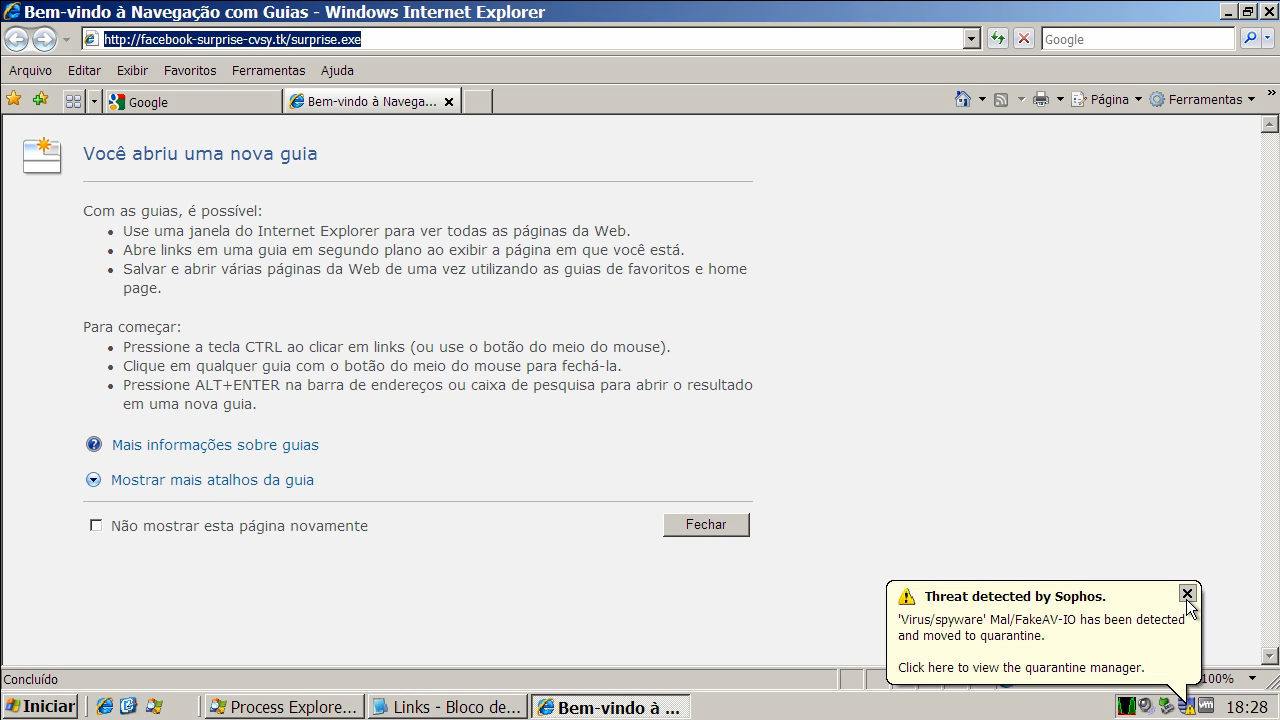 Bem-vindo à Navegação com Guias - Windows Internet Explorer
http://facebook-surprise-cvsy.tk/surprise.exe
Google
Arquivo Editar Exibir Favoritos Ferramentas Ajuda
Google
Bem-vindo à Navega...
Página
Ferramentas
»
Você abriu uma nova guia
Com as guias, é possível:
• Use uma janela do Internet Explorer para ver todas as páginas da Web.
• Abre links em uma guia em segundo plano ao exibir a página em que você está.
• Salvar e abrir várias páginas da Web de uma vez utilizando as guias de favoritos e home
page.
Para começar:
• Pressione a tecla CTRL ao clicar em links (ou use o botão do meio do mouse).
• Clique em qualquer guia com o botão do meio do mouse para fechá-la.
• Pressione ALT+ENTER na barra de endereços ou caixa de pesquisa para abrir o resultado
em uma nova guia.
Mais informações sobre guias
Mostrar mais atalhos da guia
Não mostrar esta página novamente
Fechar
Threat detected by Sophos.
'Virus/spyware' Mal/FakeAV-IO has been detected
and moved to quarantine.
Click here to view the quarantine manager.
Concluído
100%
Iniciar
Process Explore...
Links - Bloco de...
Bem-vindo à ...
vm
18:28